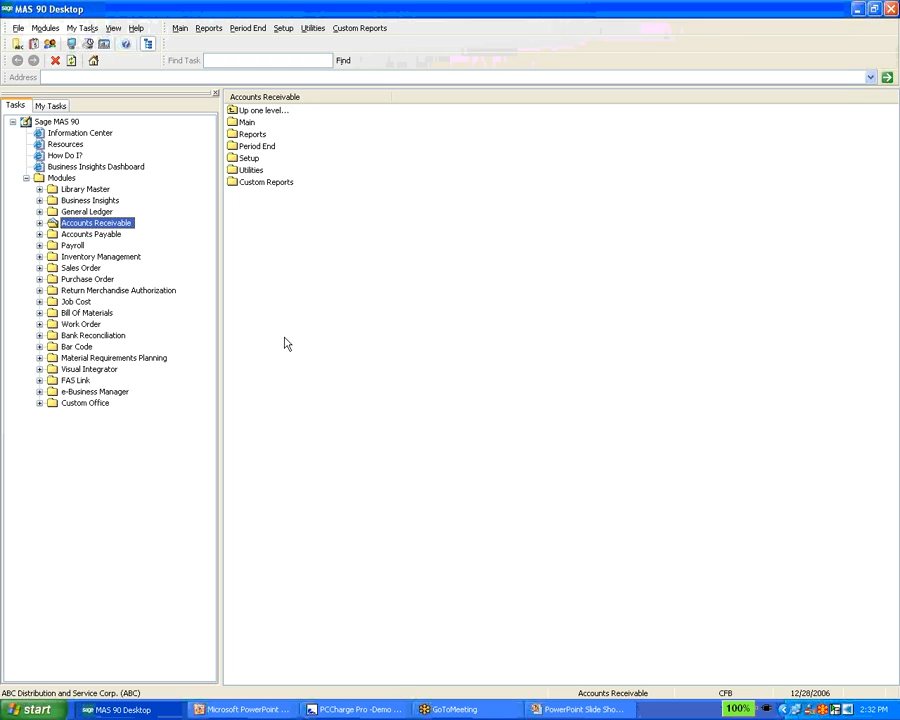 sage MAS 90 Desktop
File Modules My Tasks View Help Main Reports Period End Setup Utilities Custom Reports
Find Task Find
Address
Tasks My Tasks
Sage MAS 90
Information Center
Resources
How Do I?
Business Insights Dashboard
Modules
Library Master
Business Insights
General Ledger
Accounts Receivable
Accounts Payable
Payroll
Inventory Management
Sales Order
Purchase Order
Return Merchandise Authorization
Job Cost
Bill Of Materials
Work Order
Bank Reconciliation
Bar Code
Material Requirements Planning
Visual Integrator
FAS Link
e-Business Manager
Custom Office
Accounts Receivable
Up one level...
Main
Reports
Period End
Setup
Utilities
Custom Reports
ABC Distribution and Service Corp. (ABC) Accounts Receivable CFB 12/28/2006
start sage MAS 90 Desktop Microsoft PowerPoint ... PCCharge Pro -Demo ... GoToMeeting PowerPoint Slide Sho... 100% 2:32 PM